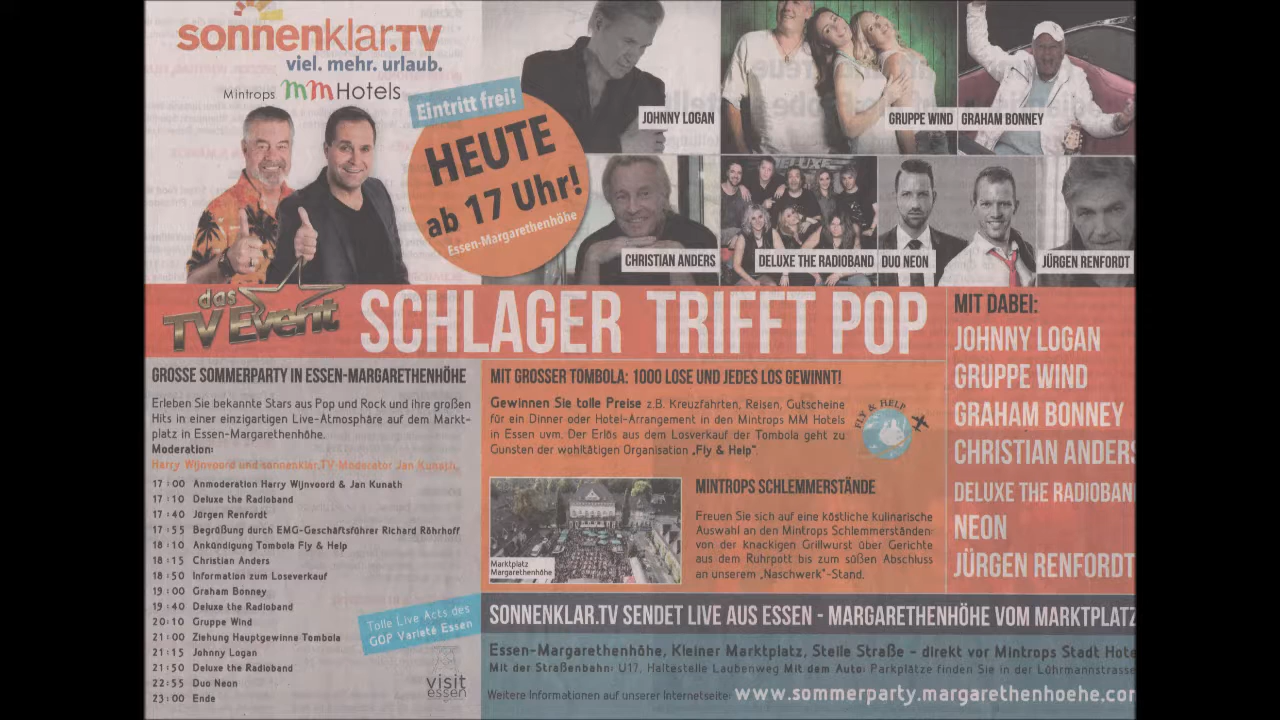 sonnenklar.TV
viel. mehr. urlaub.
Mintrops MM Hotels
Eintritt frei!
HEUTE
ab 17 Uhr!
Essen-Margarethenhöhe
JOHNNY LOGAN
GRUPPE WIND
GRAHAM BONNEY
CHRISTIAN ANDERS
DELUXE
DELUXE THE RADIOBAND
DUO NEON
JÜRGEN RENFORDT
das
TV Event
SCHLAGER TRIFFT POP
GROSSE SOMMERPARTY IN ESSEN-MARGARETHENHÖHE
Erleben Sie bekannte Stars aus Pop und Rock und ihre großen
Hits in einer einzigartigen Live-Atmosphäre auf dem Markt-
platz in Essen-Margarethenhöhe.
Moderation:
Harry Wijnvoord und sonnenklar.TV-Moderator Jan Kunath.
17:00 Anmoderation Harry Wijnvoord & Jan Kunath
17:10 Deluxe the Radioband
17:40 Jürgen Renfordt
17:55 Begrüßung durch EMG-Geschäftsführer Richard Röhrhoff
18:10 Ankündigung Tombola Fly & Help
18:15 Christian Anders
18:50 Information zum Loseverkauf
19:00 Graham Bonney
19:40 Deluxe the Radioband
20:10 Gruppe Wind
21:00 Ziehung Hauptgewinne Tombola
21:15 Johnny Logan
21:50 Deluxe the Radioband
22:55 Duo Neon
23:00 Ende
Tolle Live Acts des
GOP Varieté Essen
visit
essen
MIT GROSSER TOMBOLA: 1000 LOSE UND JEDES LOS GEWINNT!
Gewinnen Sie tolle Preise z.B. Kreuzfahrten, Reisen, Gutscheine
für ein Dinner oder Hotel-Arrangement in den Mintrops MM Hotels
in Essen uvm. Der Erlös aus dem Losverkauf der Tombola geht zu
Gunsten der wohltätigen Organisation „Fly & Help“.
FLY & HELP
MINTROPS SCHLEMMERSTÄNDE
Freuen Sie sich auf eine köstliche kulinarische
Auswahl an den Mintrops Schlemmerständen:
von der knackigen Grillwurst über Gerichte
aus dem Ruhrpott bis zum süßen Abschluss
an unserem „Naschwerk“-Stand.
Marktplatz
Margarethenhöhe
MIT DABEI:
JOHNNY LOGAN
GRUPPE WIND
GRAHAM BONNEY
CHRISTIAN ANDERS
DELUXE THE RADIOBAN
NEON
JÜRGEN RENFORDT
SONNENKLAR.TV SENDET LIVE AUS ESSEN - MARGARETHENHÖHE VOM MARKTPLATZ
Essen-Margarethenhöhe, Kleiner Marktplatz, Steile Straße – direkt vor Mintrops Stadt Hote
Mit der Straßenbahn: U17, Haltestelle Laubenweg Mit dem Auto: Parkplätze finden Sie in der Lührmannstrasse
Weitere Informationen auf unserer Internetseite: www.sommerparty.margarethenhoehe.com